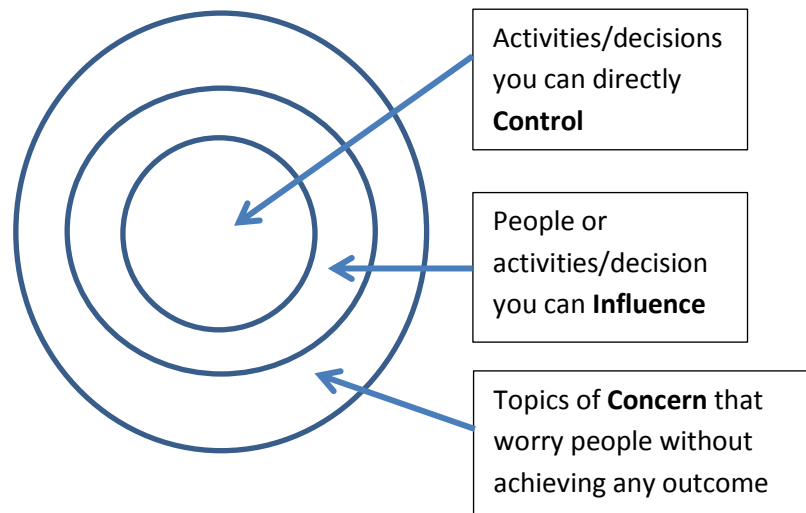 Activities/decisions
you can directly
Control
People or
activities/decision
you can Influence
Topics of Concern that
worry people without
achieving any outcome